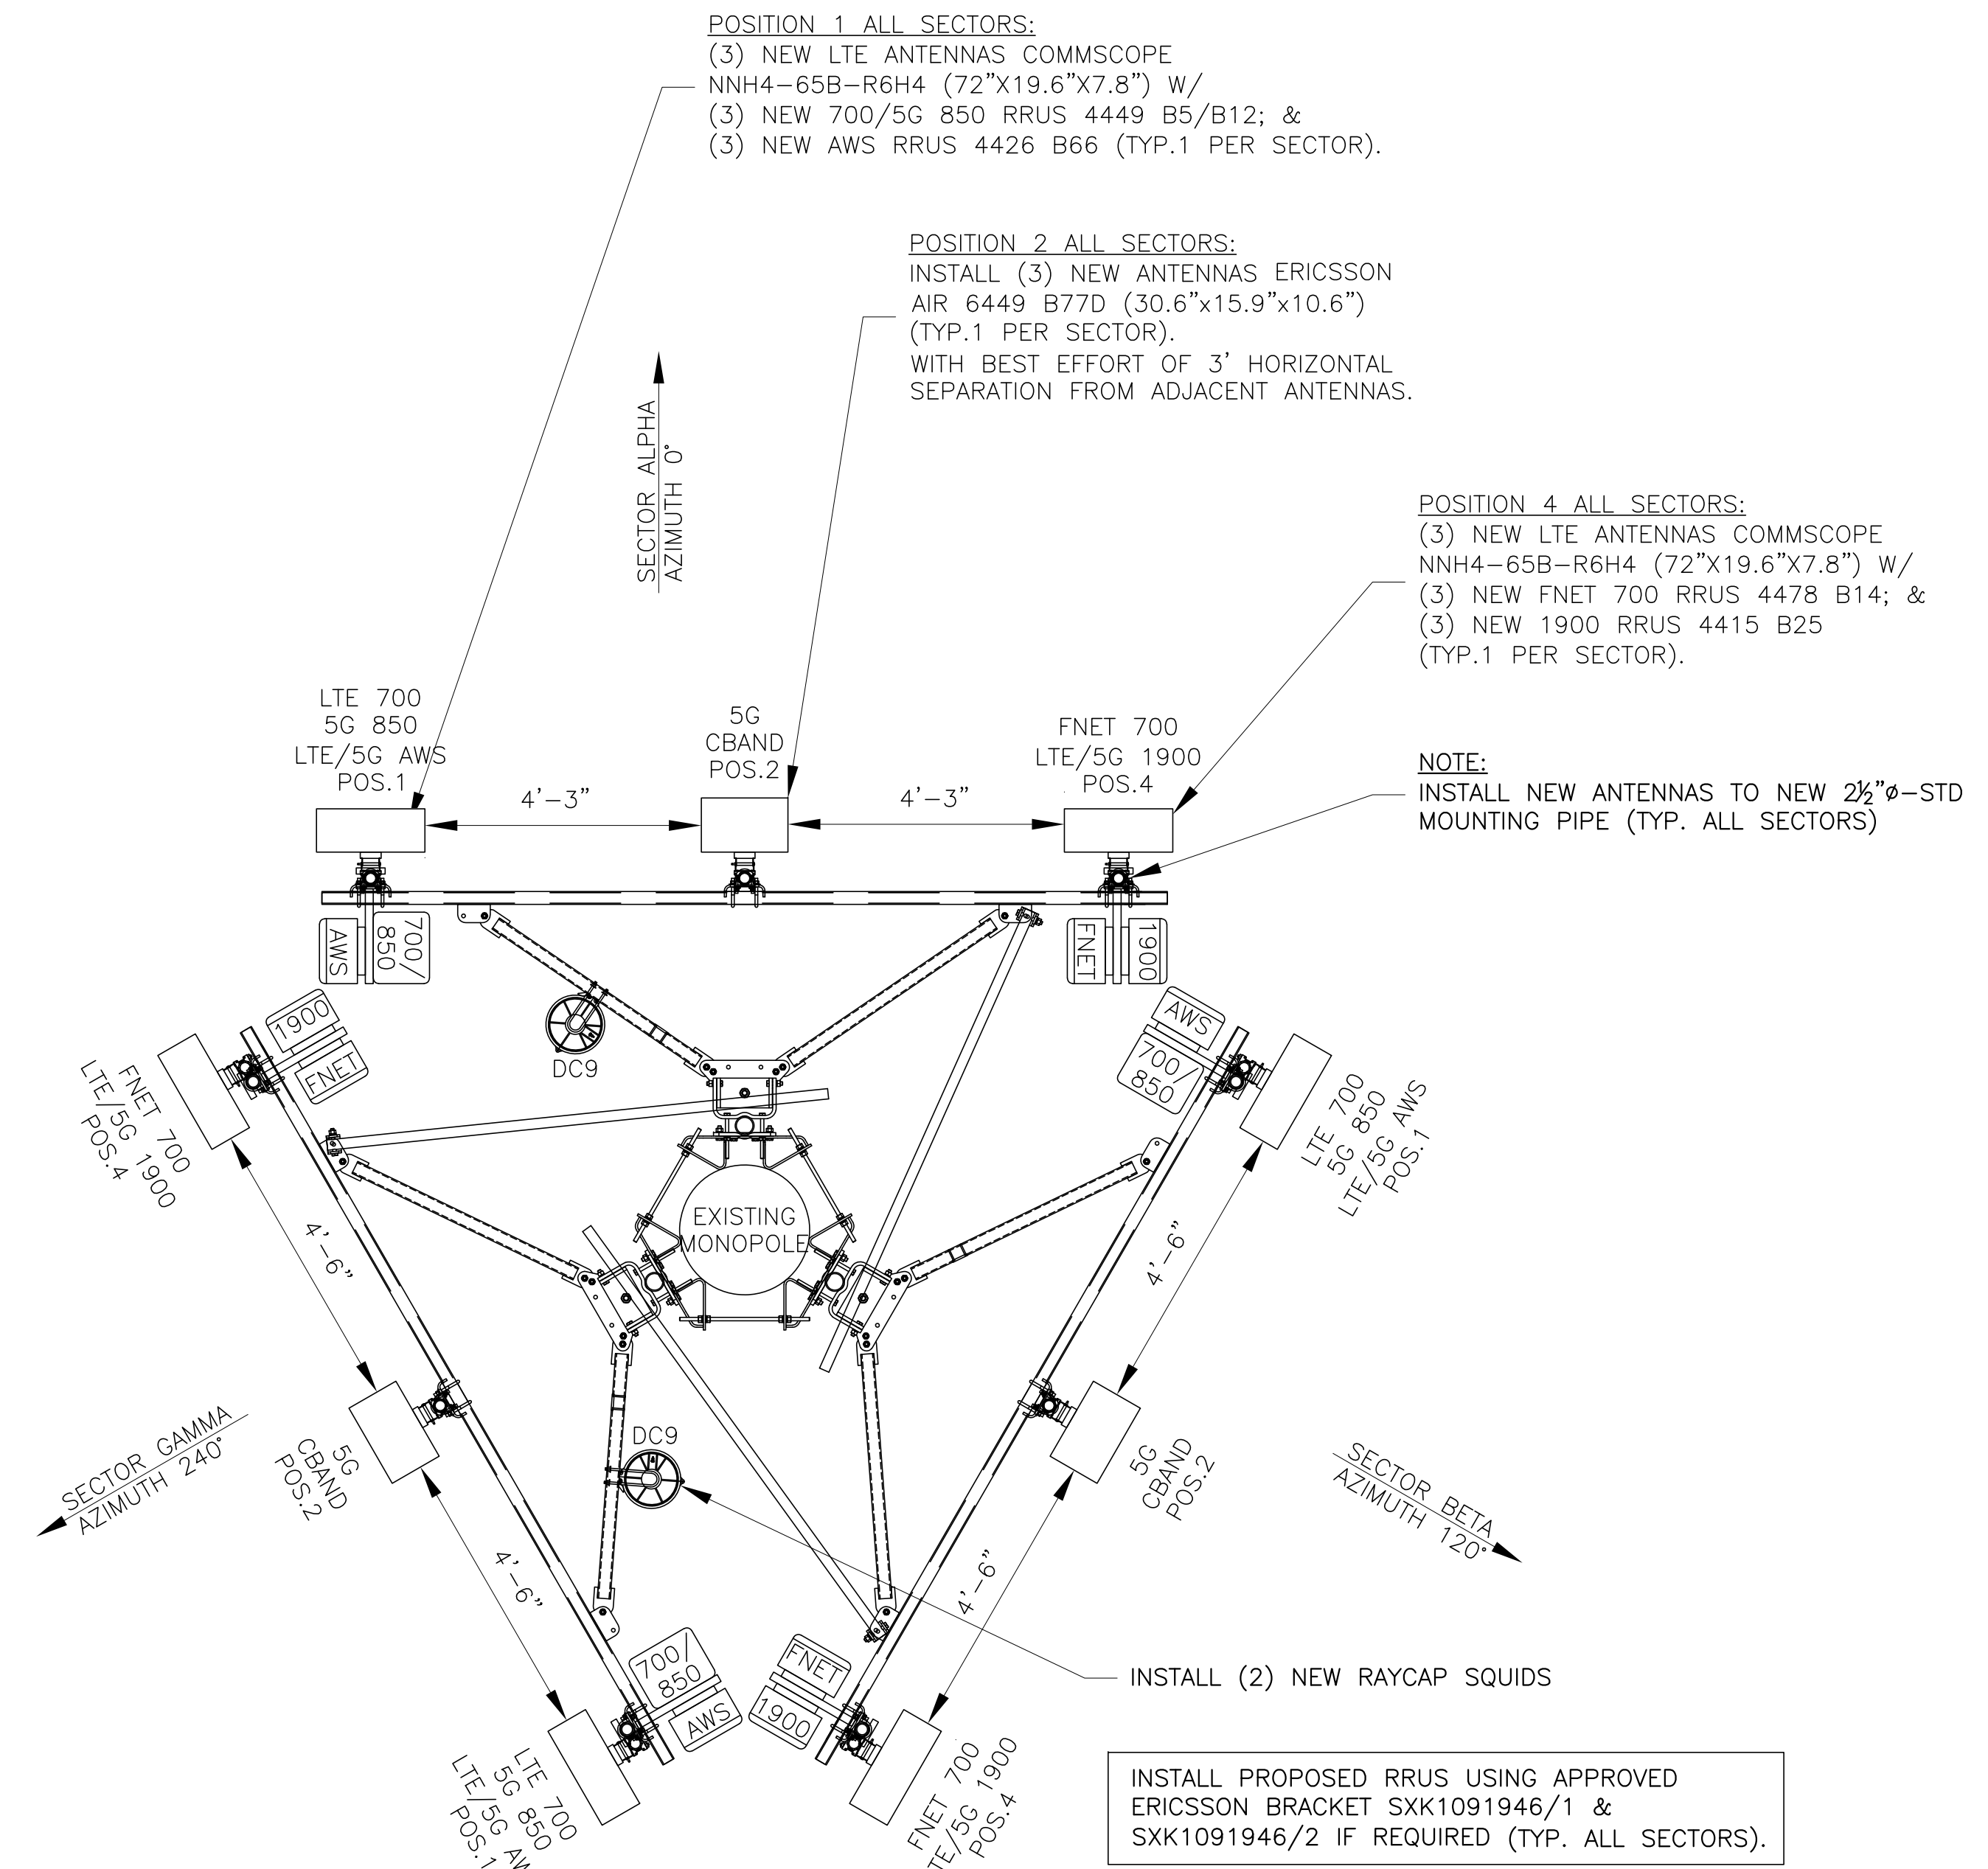 POSITION 1 ALL SECTORS:
(3) NEW LTE ANTENNAS COMMSCOPE
NNH4-65B-R6H4 (72”X19.6”X7.8”) W/
(3) NEW 700/5G 850 RRUS 4449 B5/B12; &
(3) NEW AWS RRUS 4426 B66 (TYP.1 PER SECTOR).
POSITION 2 ALL SECTORS:
INSTALL (3) NEW ANTENNAS ERICSSON
AIR 6449 B77D (30.6”x15.9”x10.6”)
(TYP.1 PER SECTOR).
WITH BEST EFFORT OF 3’ HORIZONTAL
SEPARATION FROM ADJACENT ANTENNAS.
SECTOR ALPHA
AZIMUTH 0°
POSITION 4 ALL SECTORS:
(3) NEW LTE ANTENNAS COMMSCOPE
NNH4-65B-R6H4 (72”X19.6”X7.8”) W/
(3) NEW FNET 700 RRUS 4478 B14; &
(3) NEW 1900 RRUS 4415 B25
(TYP.1 PER SECTOR).
LTE 700
5G 850
LTE/5G AWS
POS.1
5G
CBAND
POS.2
FNET 700
LTE/5G 1900
POS.4
4’-3”
4’-3”
NOTE:
INSTALL NEW ANTENNAS TO NEW 2½”ø-STD
MOUNTING PIPE (TYP. ALL SECTORS)
AWS
700/
850
FNET
1900
1900
FNET
DC9
AWS
700/
850
FNET 700
LTE/5G 1900
POS.4
LTE 700
5G 850
LTE/5G AWS
POS.1
EXISTING
MONOPOLE
4’-6”
4’-6”
SECTOR GAMMA
AZIMUTH 240°
5G
CBAND
POS.2
DC9
5G
CBAND
POS.2
SECTOR BETA
AZIMUTH 120°
4’-6”
4’-6”
700/
850
AWS
FNET
1900
INSTALL (2) NEW RAYCAP SQUIDS
LTE 700
5G 850
LTE/5G AW
POS.1
FNET 700
LTE/5G 1900
POS.4
INSTALL PROPOSED RRUS USING APPROVED
ERICSSON BRACKET SXK1091946/1 &
SXK1091946/2 IF REQUIRED (TYP. ALL SECTORS).